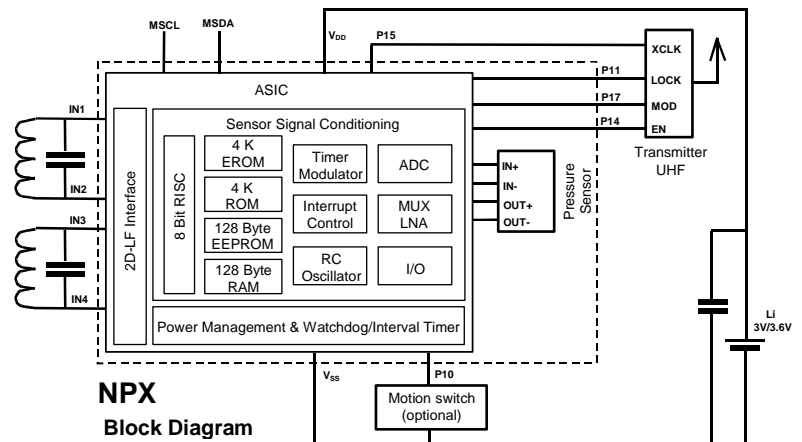 MSCL
MSDA
VDD
P15
XCLK
LOCK
MOD
EN
P11
P17
P14
Transmitter
UHF
ASIC
IN1
IN2
IN3
IN4
2D-LF Interface
Sensor Signal Conditioning
8 Bit RISC
4 K
EROM
4 K
ROM
128 Byte
EEPROM
128 Byte
RAM
Timer
Modulator
Interrupt
Control
RC
Oscillator
ADC
MUX
LNA
I/O
IN+
IN-
OUT+
OUT-
Pressure
Sensor
Power Management & Watchdog/Interval Timer
Li
3V/3.6V
VSS
P10
Motion switch
(optional)
NPX
Block Diagram